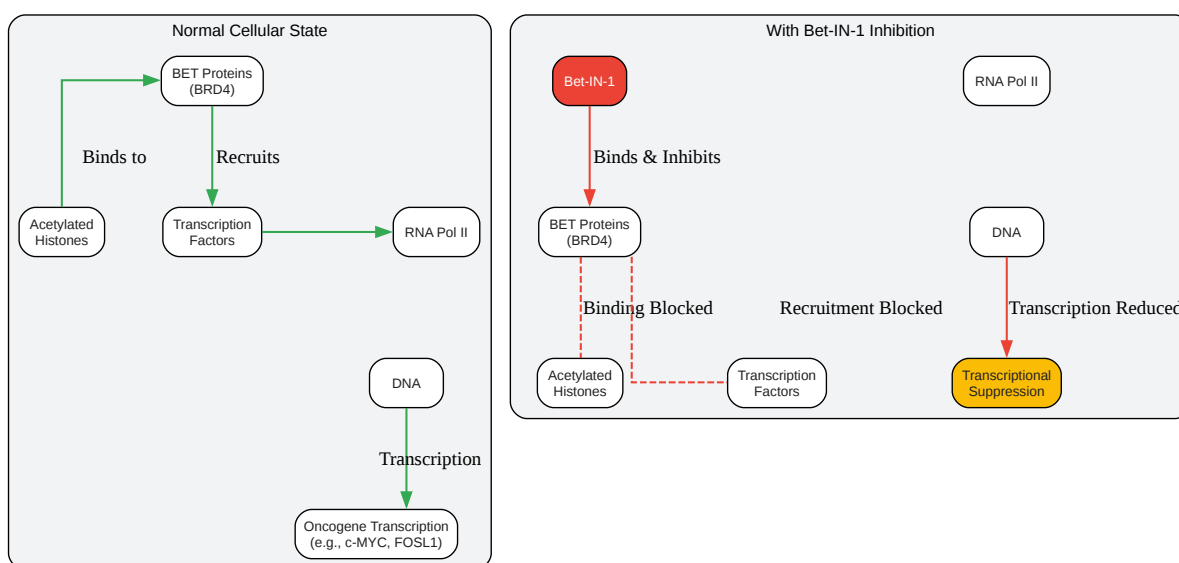 Normal Cellular State
BET Proteins
(BRD4)
Binds to
Recruits
Acetylated
Histones
Transcription
Factors
RNA Pol II
DNA
Transcription
Oncogene Transcription
(e.g., c-MYC, FOSL1)
With Bet-IN-1 Inhibition
Bet-IN-1
RNA Pol II
Binds & Inhibits
BET Proteins
(BRD4)
DNA
Binding Blocked
Recruitment Blocked
Transcription Reduced
Acetylated
Histones
Transcription
Factors
Transcriptional
Suppression